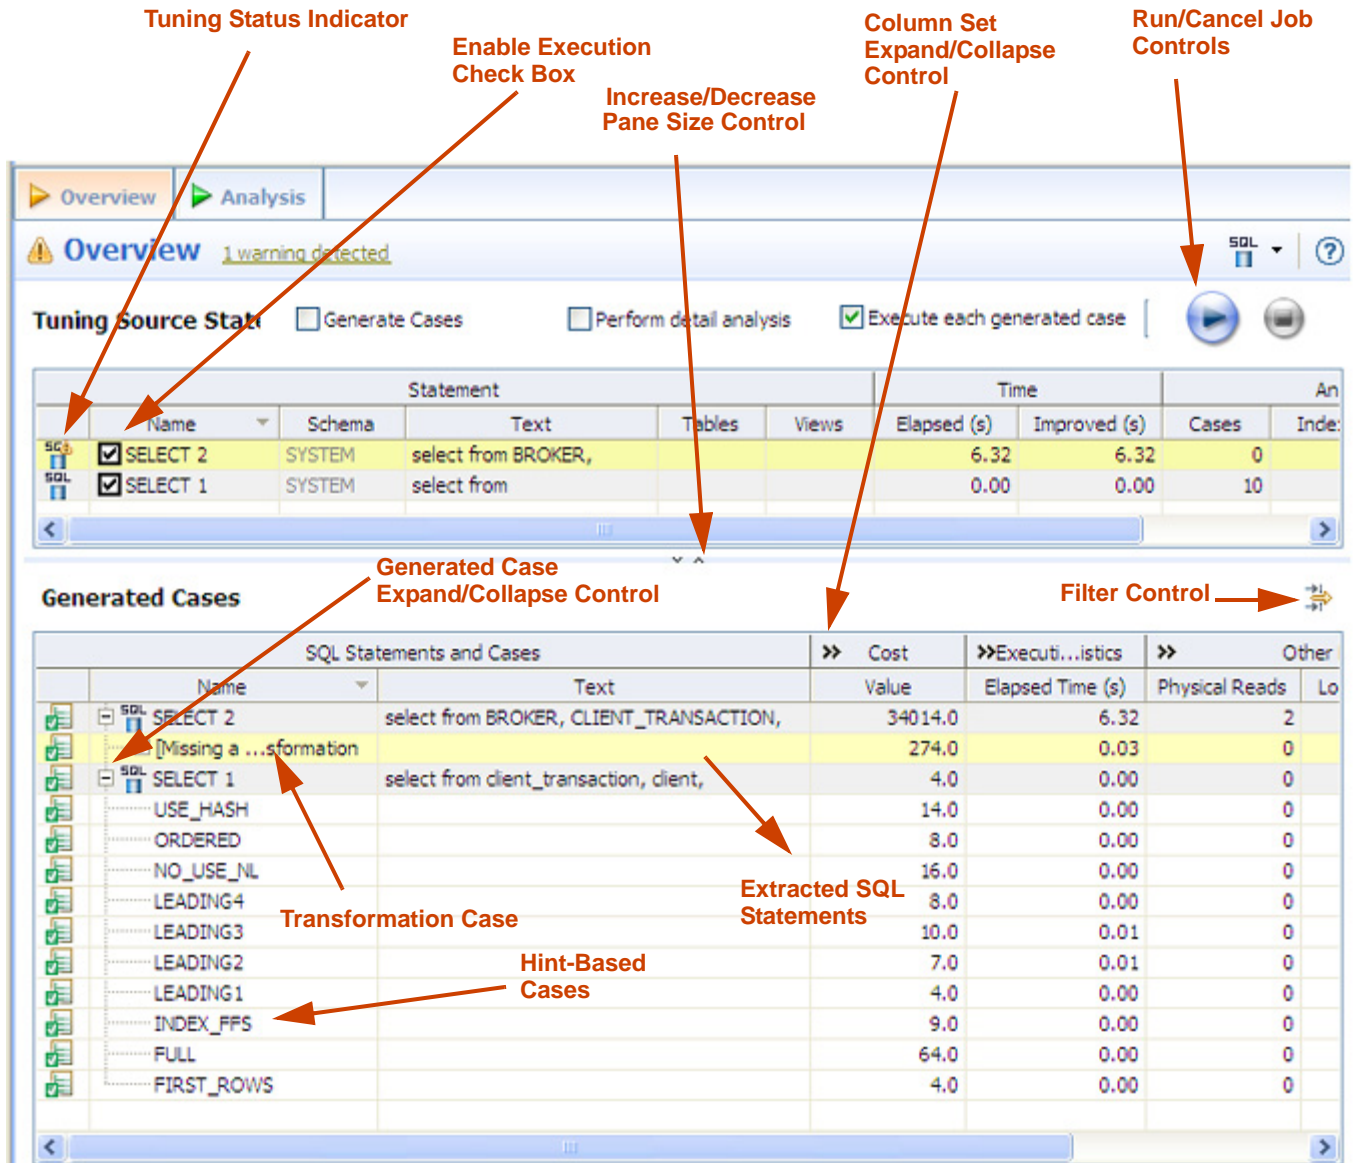 Tuning Status Indicator
Enable Execution
Check Box
Increase/Decrease
Pane Size Control
Column Set
Expand/Collapse
Control
Run/Cancel Job
Controls
Overview Analysis
Overview 1 warning detected SQL ?
Tuning Source State Generate Cases Perform detail analysis Execute each generated case
Statement Time An
Name Schema Text Tables Views Elapsed (s) Improved (s) Cases Inde
SELECT 2 SYSTEM select from BROKER, 6.32 6.32 0
SQL SELECT 1 SYSTEM select from 0.00 0.00 10
Generated Case
Expand/Collapse Control
Generated Cases
Filter Control
SQL Statements and Cases Cost Executi...istics Other
Name Text Value Elapsed Time (s) Physical Reads Lo
SQL SELECT 2 select from BROKER, CLIENT_TRANSACTION, 34014.0 6.32 2
[Missing a ...sformation 274.0 0.03 0
SQL SELECT 1 select from client_transaction, client, 4.0 0.00 0
USE_HASH 14.0 0.00 0
ORDERED 8.0 0.00 0
NO_USE_NL 16.0 0.00 0
LEADING4 8.0 0.00 0
LEADING3 10.0 0.01 0
LEADING2 7.0 0.01 0
LEADING1 4.0 0.00 0
INDEX_FFS 9.0 0.00 0
FULL 64.0 0.00 0
FIRST_ROWS 4.0 0.00 0
Transformation Case
Extracted SQL
Statements
Hint-Based
Cases